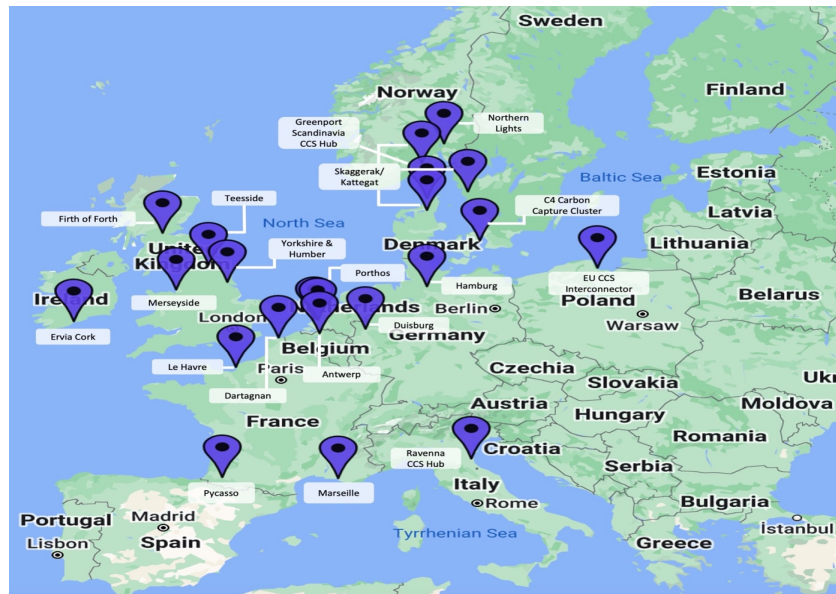 Sweden
Norway
Finland
Greenport
Scandinavia
CCS Hub
Northern
Lights
Skaggerak/
Kattegat
Baltic Sea
Estonia
Teesside
C4 Carbon
Capture Cluster
Latvia
Firth of Forth
North Sea
Denmark
Lithuania
Unite
Kingdom
Yorkshire &
Humber
Porthos
Hamburg
EU CCS
Interconnector
Ireland
Merseyside
Belarus
Poland
London
Netherlands
Berlin
Warsaw
Ervia Cork
Duisburg
Germany
Belgium
Le Havre
Paris
Antwerp
Czechia
Dartagnan
Slovakia
Ukr
Austria
Moldova
Hungary
France
Romania
Ravenna
CCS Hub
Croatia
Serbia
Pycasso
Marseille
Italy
Rome
Bulgaria
Portugal
Madrid
Lisbon
Spain
Tyrrhenian Sea
Greece
İstanbul